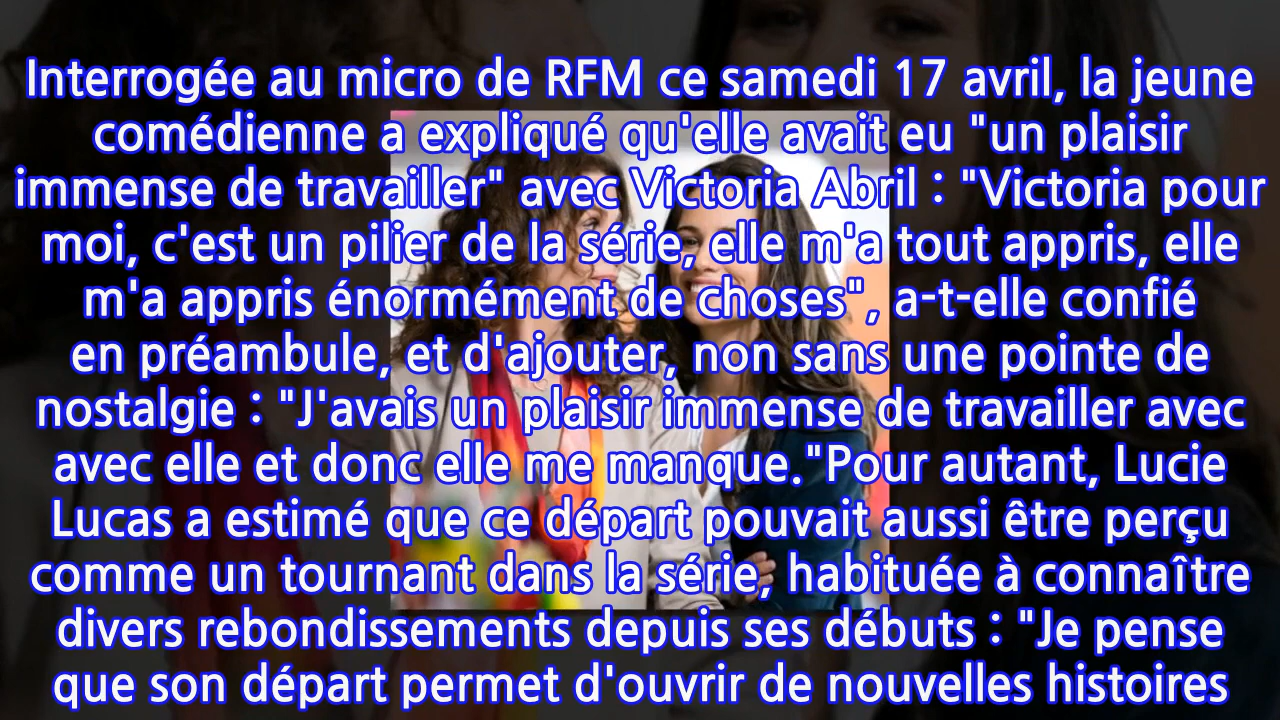 Interrogée au micro de RFM ce samedi 17 avril, la jeune
comédienne a expliqué qu'elle avait eu "un plaisir
immense de travailler" avec Victoria Abril : "Victoria pour
moi, c'est un pilier de la série, elle m'a tout appris, elle
m'a appris énormément de choses", a-t-elle confié
en préambule, et d'ajouter, non sans une pointe de
nostalgie : "J'avais un plaisir immense de travailler avec
avec elle et donc elle me manque."Pour autant, Lucie
Lucas a estimé que ce départ pouvait aussi être perçu
comme un tournant dans la série, habituée à connaître
divers rebondissements depuis ses débuts : "Je pense
que son départ permet d'ouvrir de nouvelles histoires